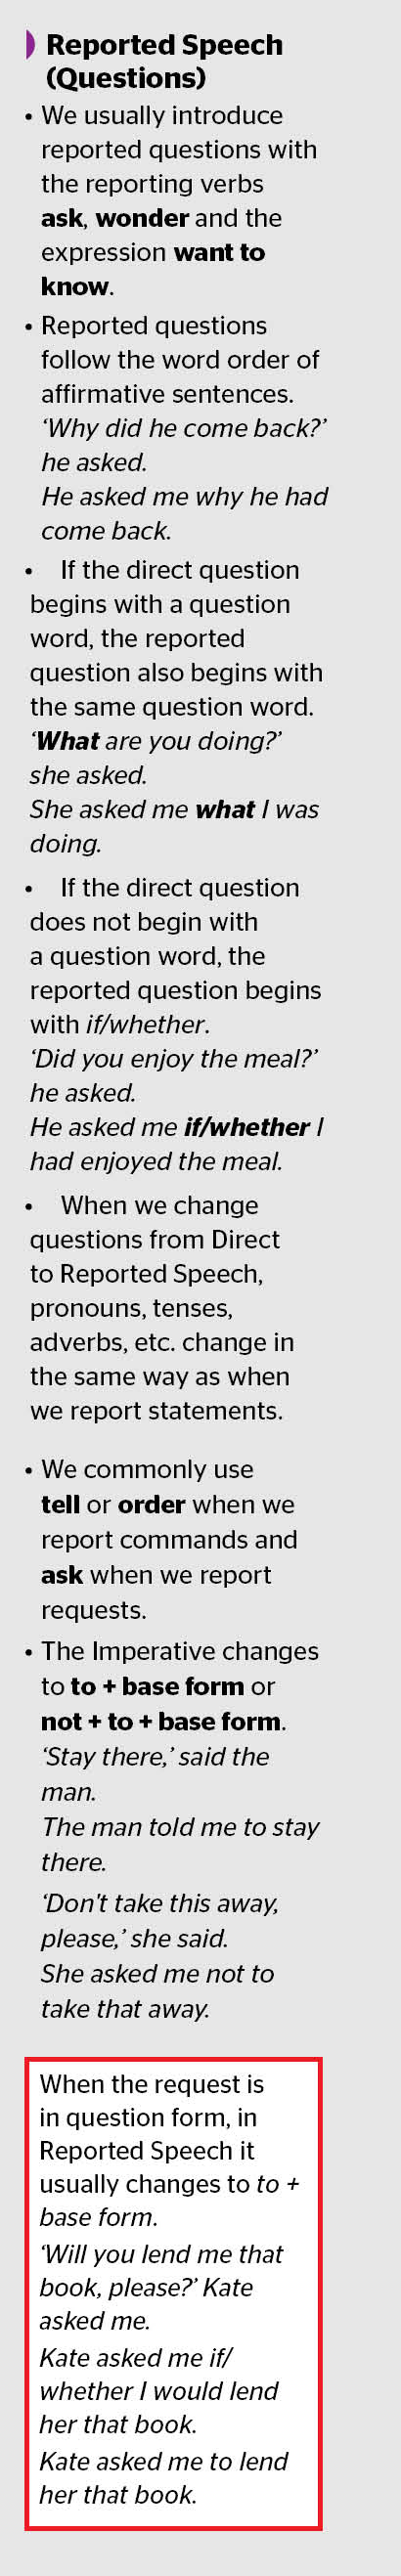 Reported Speech
(Questions)
• We usually introduce
reported questions with
the reporting verbs
ask, wonder and the
expression want to
know.
• Reported questions
follow the word order of
affirmative sentences.
‘Why did he come back?’
he asked.
He asked me why he had
come back.
• If the direct question
begins with a question
word, the reported
question also begins with
the same question word.
‘What are you doing?’
she asked.
She asked me what I was
doing.
• If the direct question
does not begin with
a question word, the
reported question begins
with if/whether.
‘Did you enjoy the meal?’
he asked.
He asked me if/whether I
had enjoyed the meal.
• When we change
questions from Direct
to Reported Speech,
pronouns, tenses,
adverbs, etc. change in
the same way as when
we report statements.
• We commonly use
tell or order when we
report commands and
ask when we report
requests.
• The Imperative changes
to to + base form or
not + to + base form.
‘Stay there,’ said the
man.
The man told me to stay
there.
‘Don't take this away,
please,’ she said.
She asked me not to
take that away.
When the request is
in question form, in
Reported Speech it
usually changes to to +
base form.
‘Will you lend me that
book, please?’ Kate
asked me.
Kate asked me if/
whether I would lend
her that book.
Kate asked me to lend
her that book.